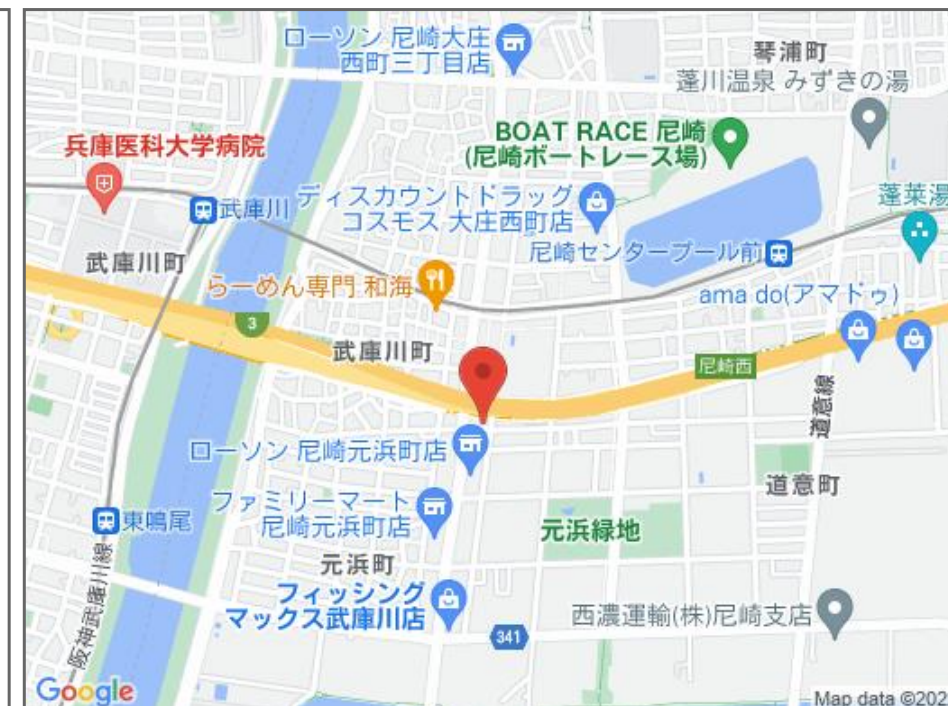 ローソン 尼崎大庄
西町三丁目店
琴浦町
蓬川温泉 みずきの湯
BOAT RACE 尼崎
(尼崎ボートレース場)
兵庫医科大学病院
武庫川
ディスカウントドラッグ
コスモス 大庄西町店
蓬莱湯
尼崎センタープール前
武庫川町
らーめん専門 和海
ama do(アマドゥ)
3
武庫川町
尼崎西
道意線
ローソン 尼崎元浜町店
道意町
ファミリーマート
尼崎元浜町店
東鳴尾
元浜緑地
元浜町
阪神武庫川線
フィッシング
マックス武庫川店
西濃運輸(株)尼崎支店
341
Google
Map data ©202